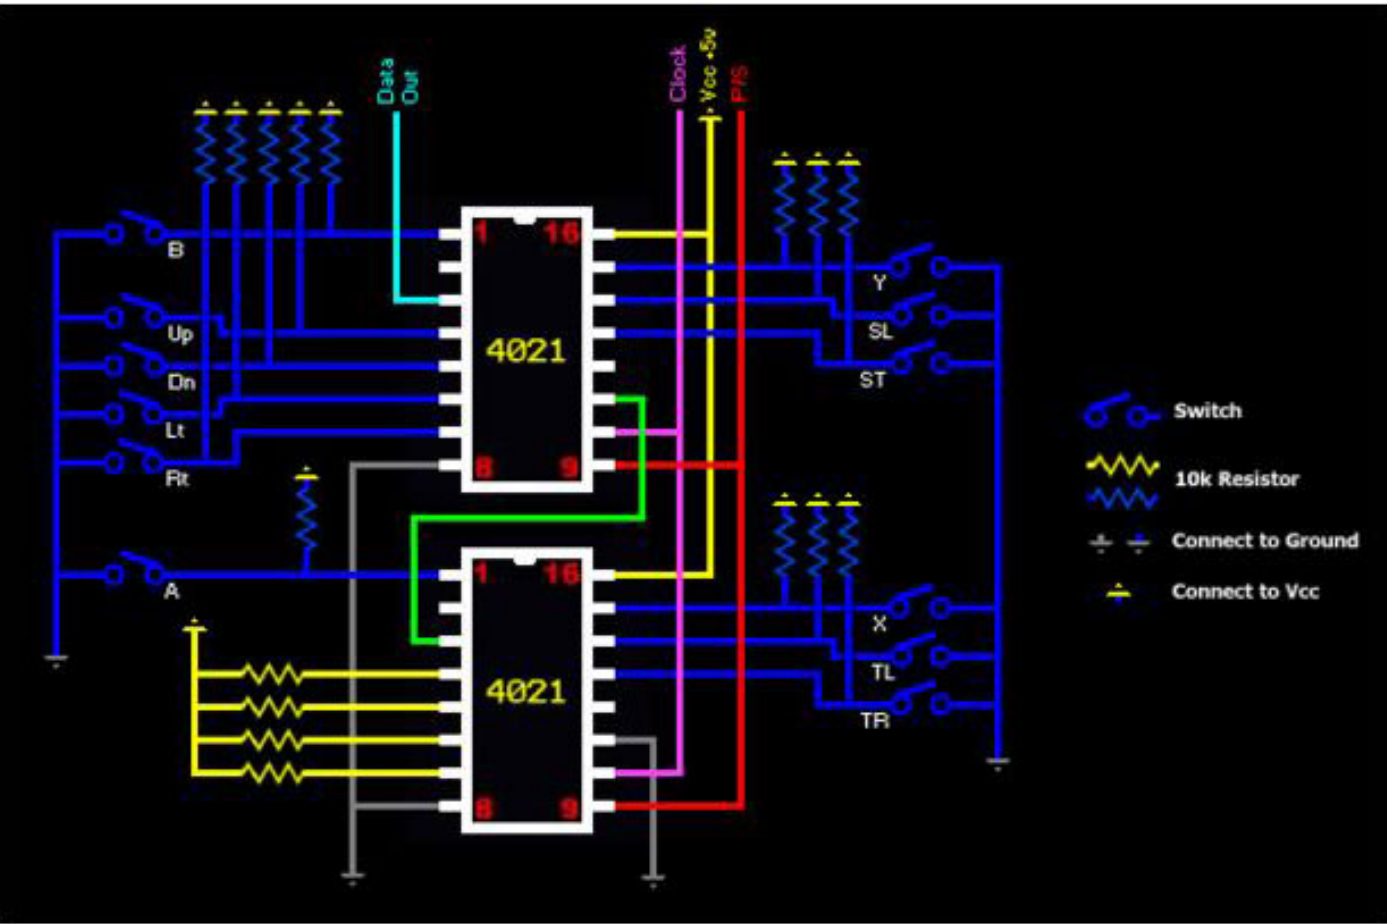 Data
Out
Clock
Vcc +5v
P/S
B
Up
Dn
Lt
Rt
1 16
4021
8 9
Y
SL
ST
A
1 16
4021
8 9
X
TL
TR
Switch
10k Resistor
Connect to Ground
Connect to Vcc